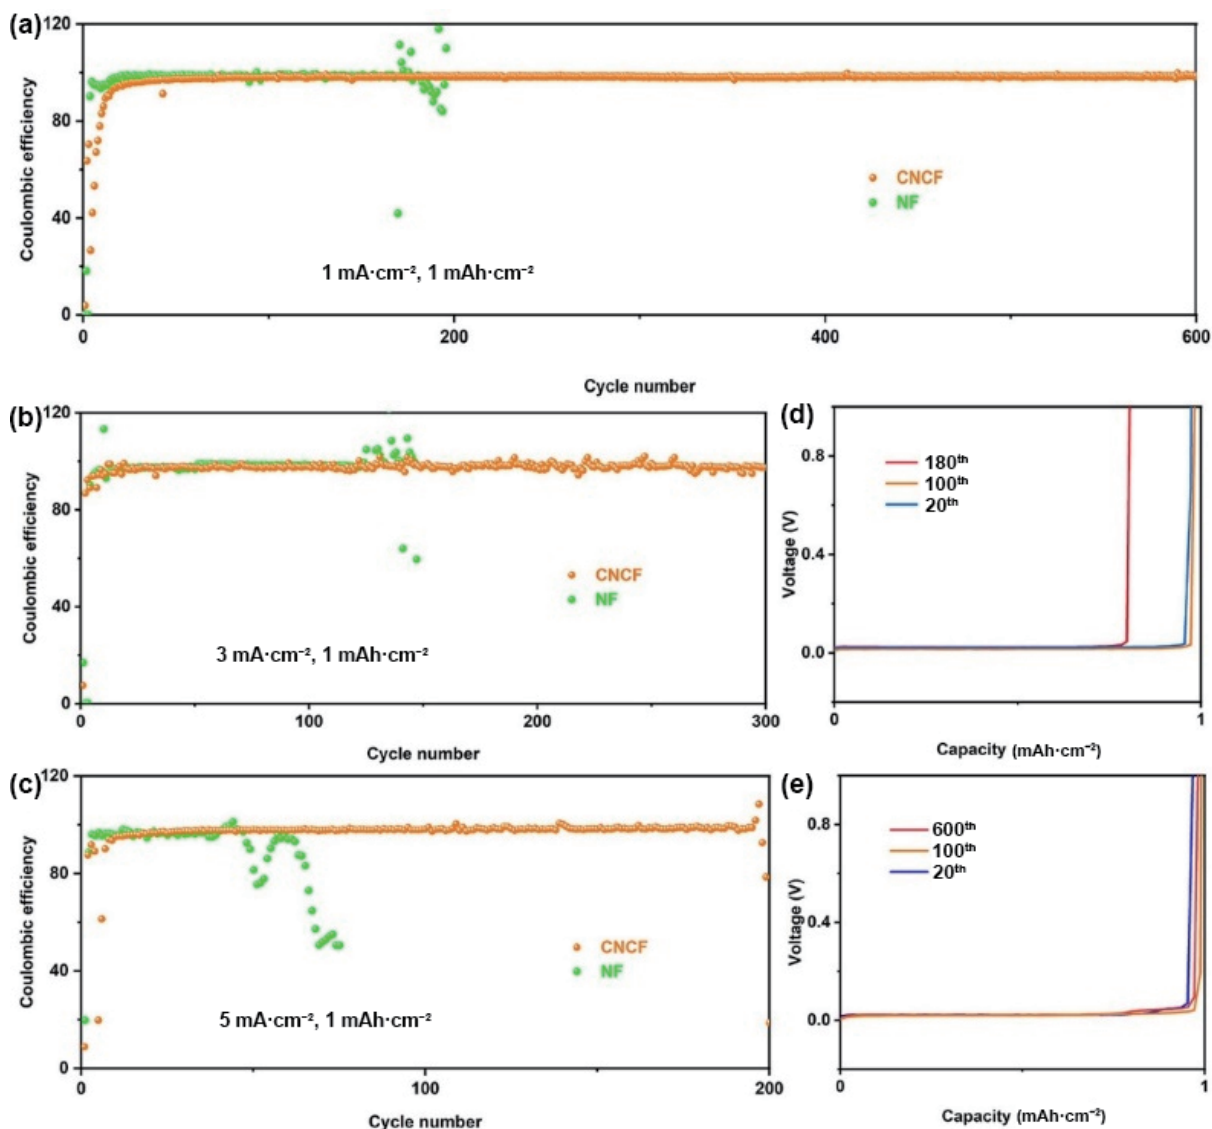 (a)
120
80
40
0
Coulombic efficiency
CNCF
NF
1 mA·cm⁻², 1 mAh·cm⁻²
0
200
400
600
Cycle number
(b)
120
80
40
0
Coulombic efficiency
CNCF
NF
3 mA·cm⁻², 1 mAh·cm⁻²
0
100
200
300
Cycle number
(d)
0.8
0.4
0.0
Voltage (V)
180th
100th
20th
0
1
Capacity (mAh·cm⁻²)
(c)
120
80
40
0
Coulombic efficiency
CNCF
NF
5 mA·cm⁻², 1 mAh·cm⁻²
0
100
200
Cycle number
(e)
0.8
0.4
0.0
Voltage (V)
600th
100th
20th
0
1
Capacity (mAh·cm⁻²)